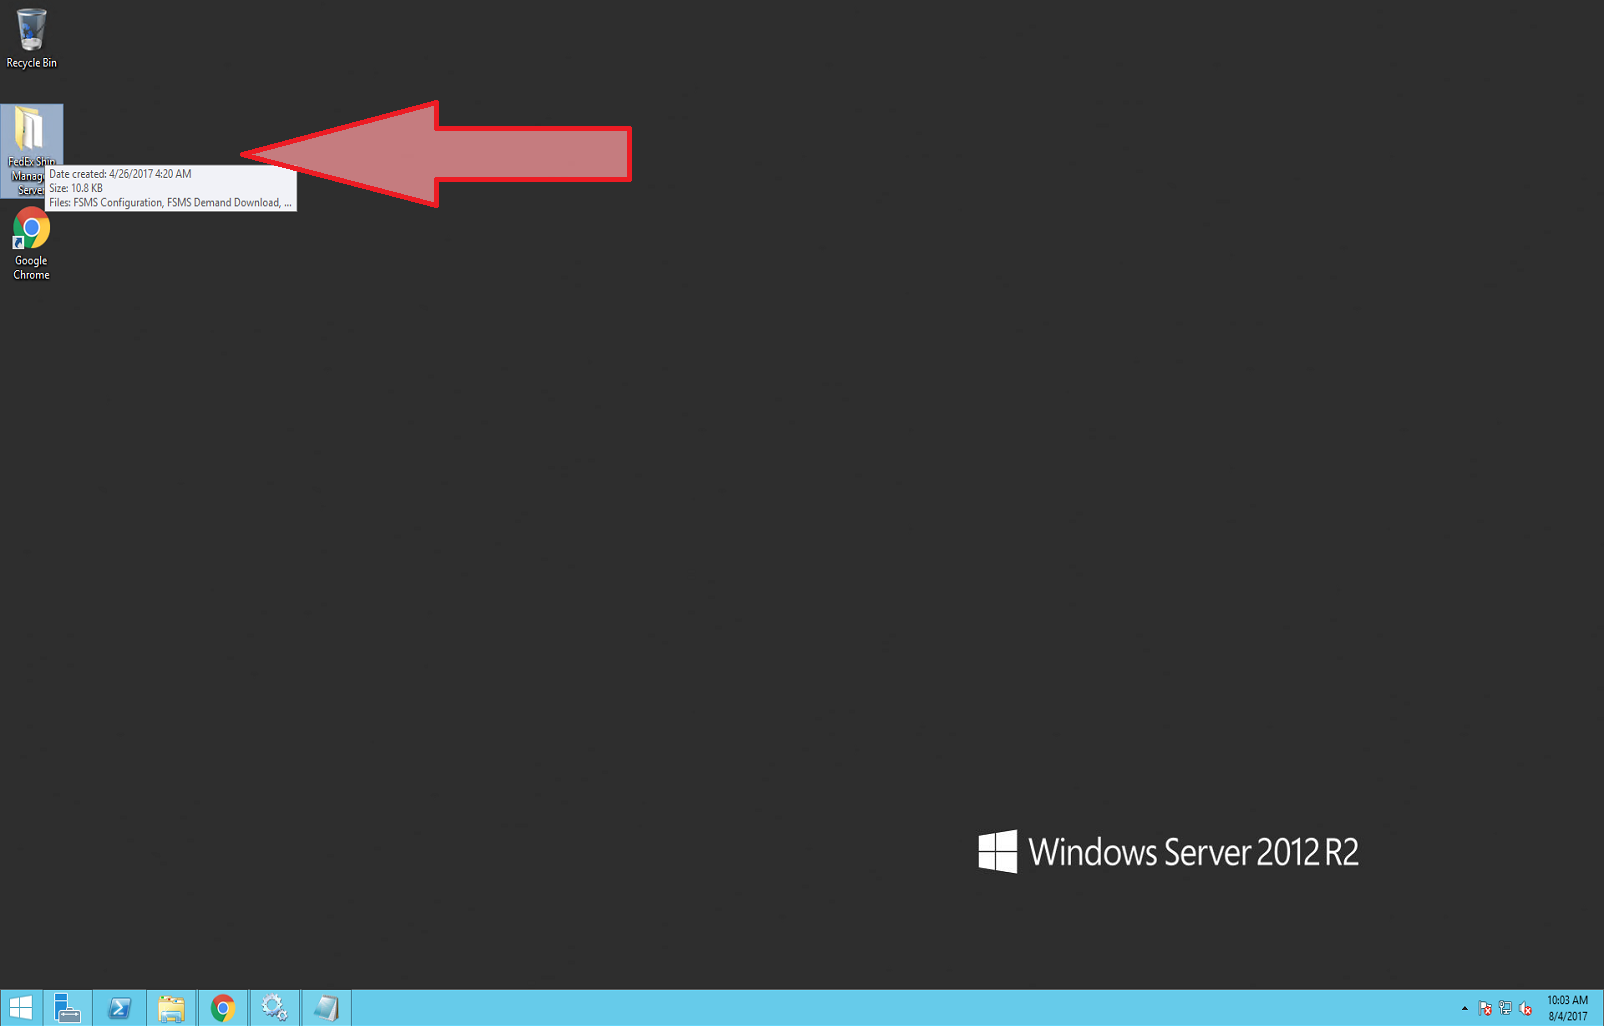 Recycle Bin
FedEx Ship
Manag
Server
Date created: 4/26/2017 4:20 AM
Size: 10.8 KB
Files: FSMS Configuration, FSMS Demand Download, ...
Google
Chrome
Windows Server 2012 R2
10:03 AM
8/4/2017